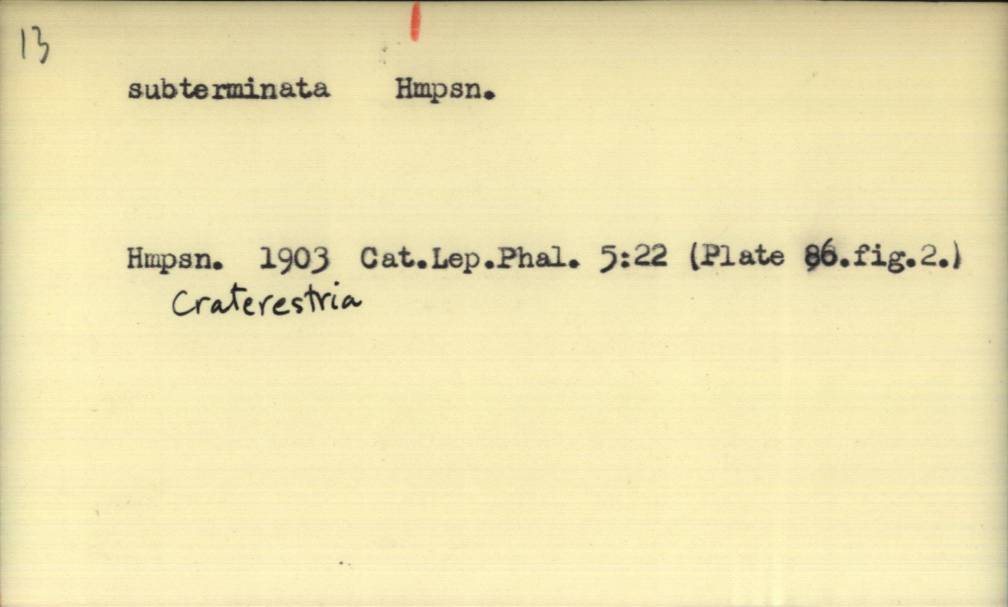 13
subterminata Hmpsn.
Hmpsn. 1903 Cat.Lep.Phal. 5:22 (Plate 86.fig.2.)
Craterestria